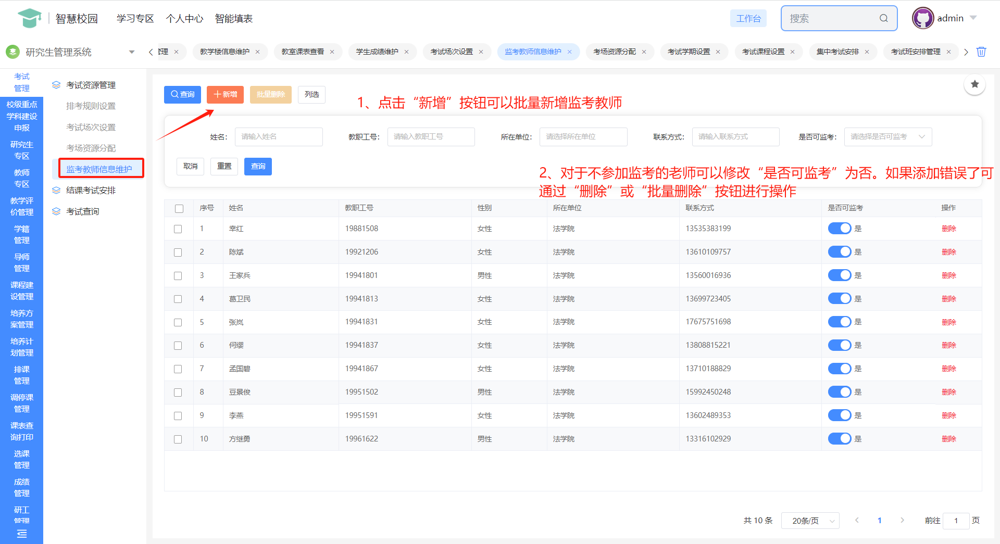 智慧校园 学习专区 个人中心 智能填表 工作台 搜索 admin
研究生管理系统 管理 教学楼信息维护 教室课表查看 学生成绩维护 考试场次设置 监考教师信息维护 考场资源分配 考试学期设置 考试课程设置 集中考试安排 考试班安排管理
考试
管理
校级重点
学科建设
申报
研究生
专区
教师
专区
教学评
价管理
学籍
管理
导师
管理
课程建
设管理
培养方
案管理
培养计
划管理
排课
管理
调停课
管理
课表查
询打印
选课
管理
成绩
管理
研工
管理
考试资源管理
排考规则设置
考试场次设置
考场资源分配
监考教师信息维护
结课考试安排
考试查询
查询 新增 批量删除 列选
1、点击“新增”按钮可以批量新增监考教师
姓名: 请输入姓名 教职工号: 请输入教职工号 所在单位: 请选择所在单位 联系方式: 请输入联系方式 是否可监考: 请选择是否可监考
取消 重置 查询
2、对于不参加监考的老师可以修改“是否可监考”为否。如果添加错误了可
通过“删除”或“批量删除”按钮进行操作
序号 姓名 教职工号 性别 所在单位 联系方式 是否可监考 操作
1 幸红 19881508 女性 法学院 13535383199 是 删除
2 陈斌 19921206 女性 法学院 13610109757 是 删除
3 王家兵 19941801 男性 法学院 13560016936 是 删除
4 葛卫民 19941813 女性 法学院 13699723405 是 删除
5 张岚 19941831 女性 法学院 17675751698 是 删除
6 何缨 19941837 女性 法学院 13808815221 是 删除
7 孟国碧 19941867 女性 法学院 13710188829 是 删除
8 豆景俊 19951502 男性 法学院 15992450248 是 删除
9 李燕 19951591 女性 法学院 13602489353 是 删除
10 方继勇 19961622 男性 法学院 13316102929 是 删除
共 10 条 20条/页 1 前往 1 页